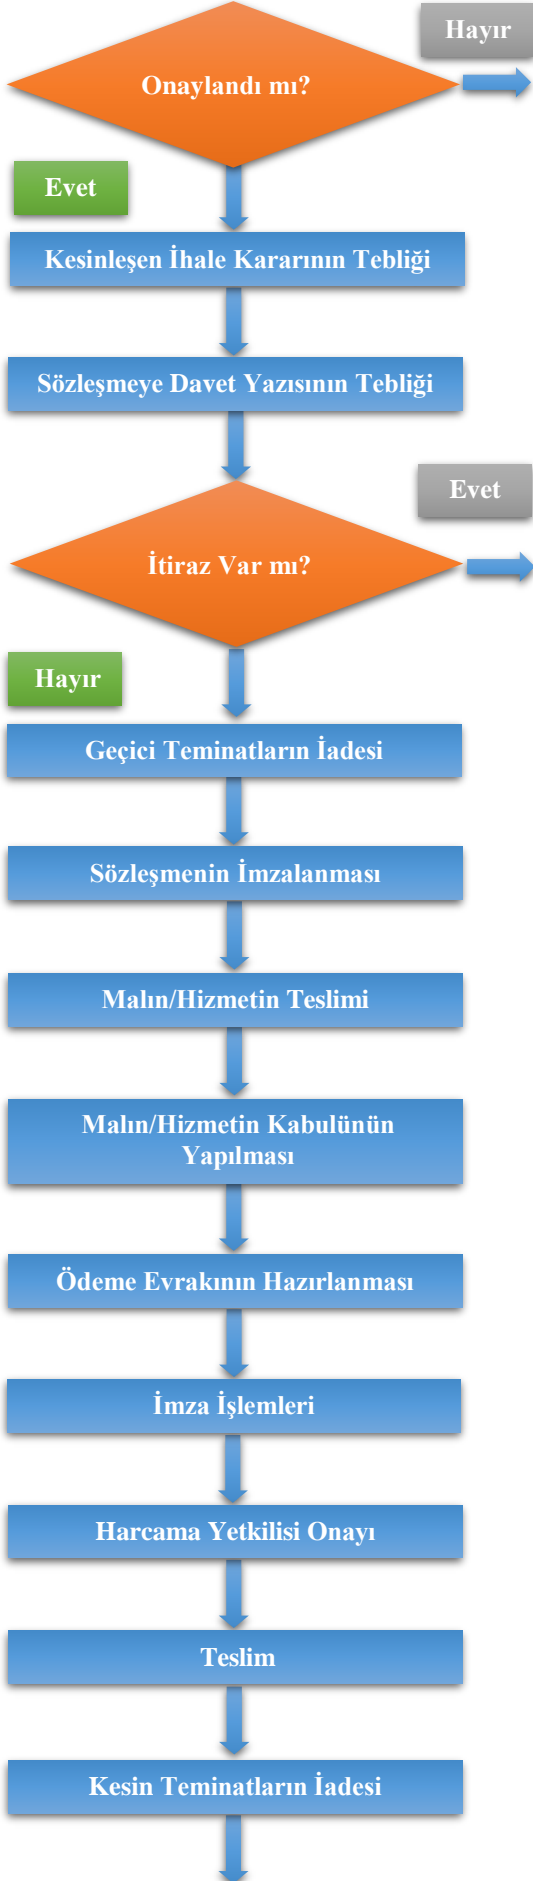 Hayır
Onaylandı mı?
Evet
Kesinleşen İhale Kararının Tebliği
Sözleşmeye Davet Yazısının Tebliği
Evet
İtiraz Var mı?
Hayır
Geçici Teminatların İadesi
Sözleşmenin İmzalanması
Malın/Hizmetin Teslimi
Malın/Hizmetin Kabulünün
Yapılması
Ödeme Evrakının Hazırlanması
İmza İşlemleri
Harcama Yetkilisi Onayı
Teslim
Kesin Teminatların İadesi